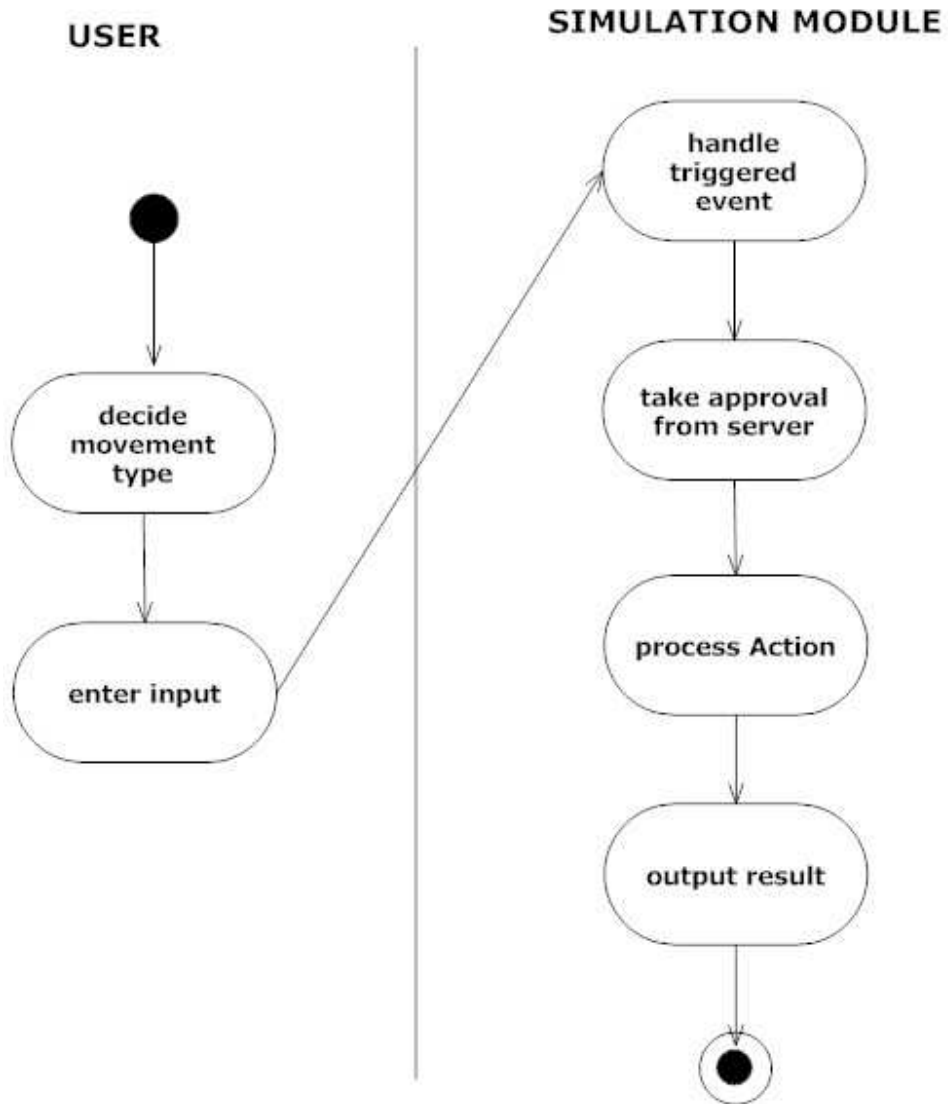 USER
decide
movement
type
enter input
SIMULATION MODULE
handle
triggered
event
take approval
from server
process Action
output result